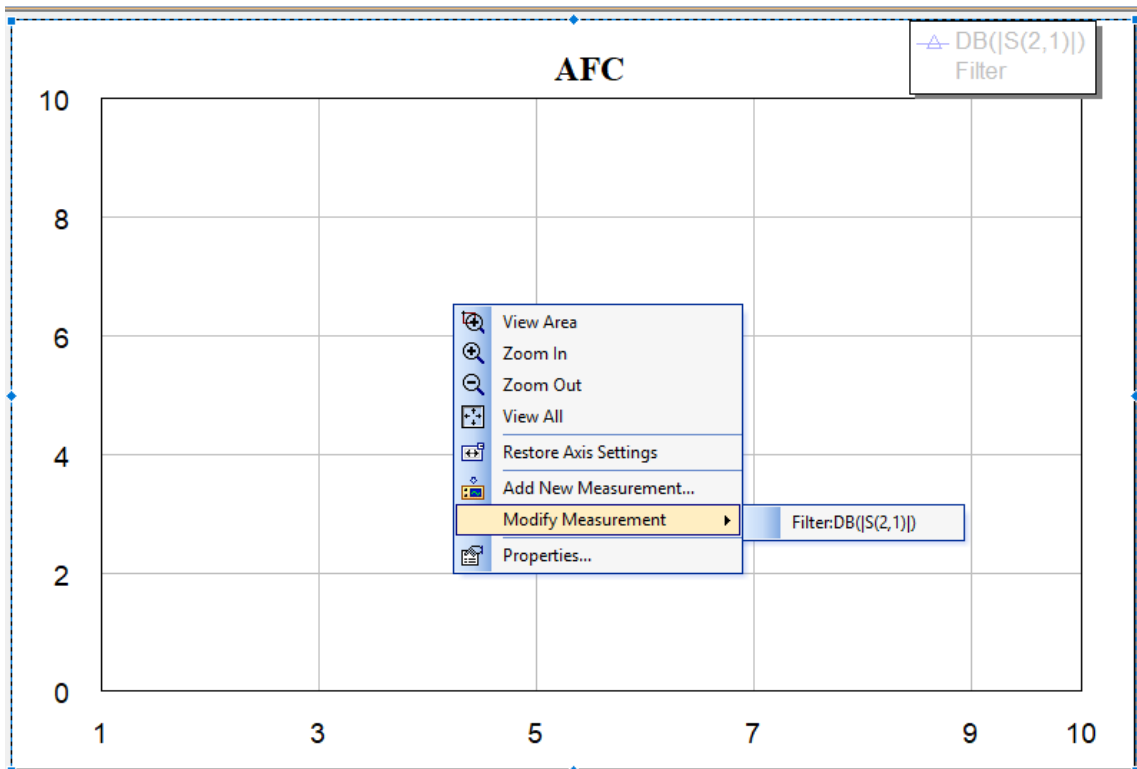 DB(|S(2,1)|)
Filter
AFC
10
8
6
4
2
0
View Area
Zoom In
Zoom Out
View All
Restore Axis Settings
Add New Measurement...
Modify Measurement
Filter:DB(|S(2,1)|)
Properties...
1 3 5 7 9 10